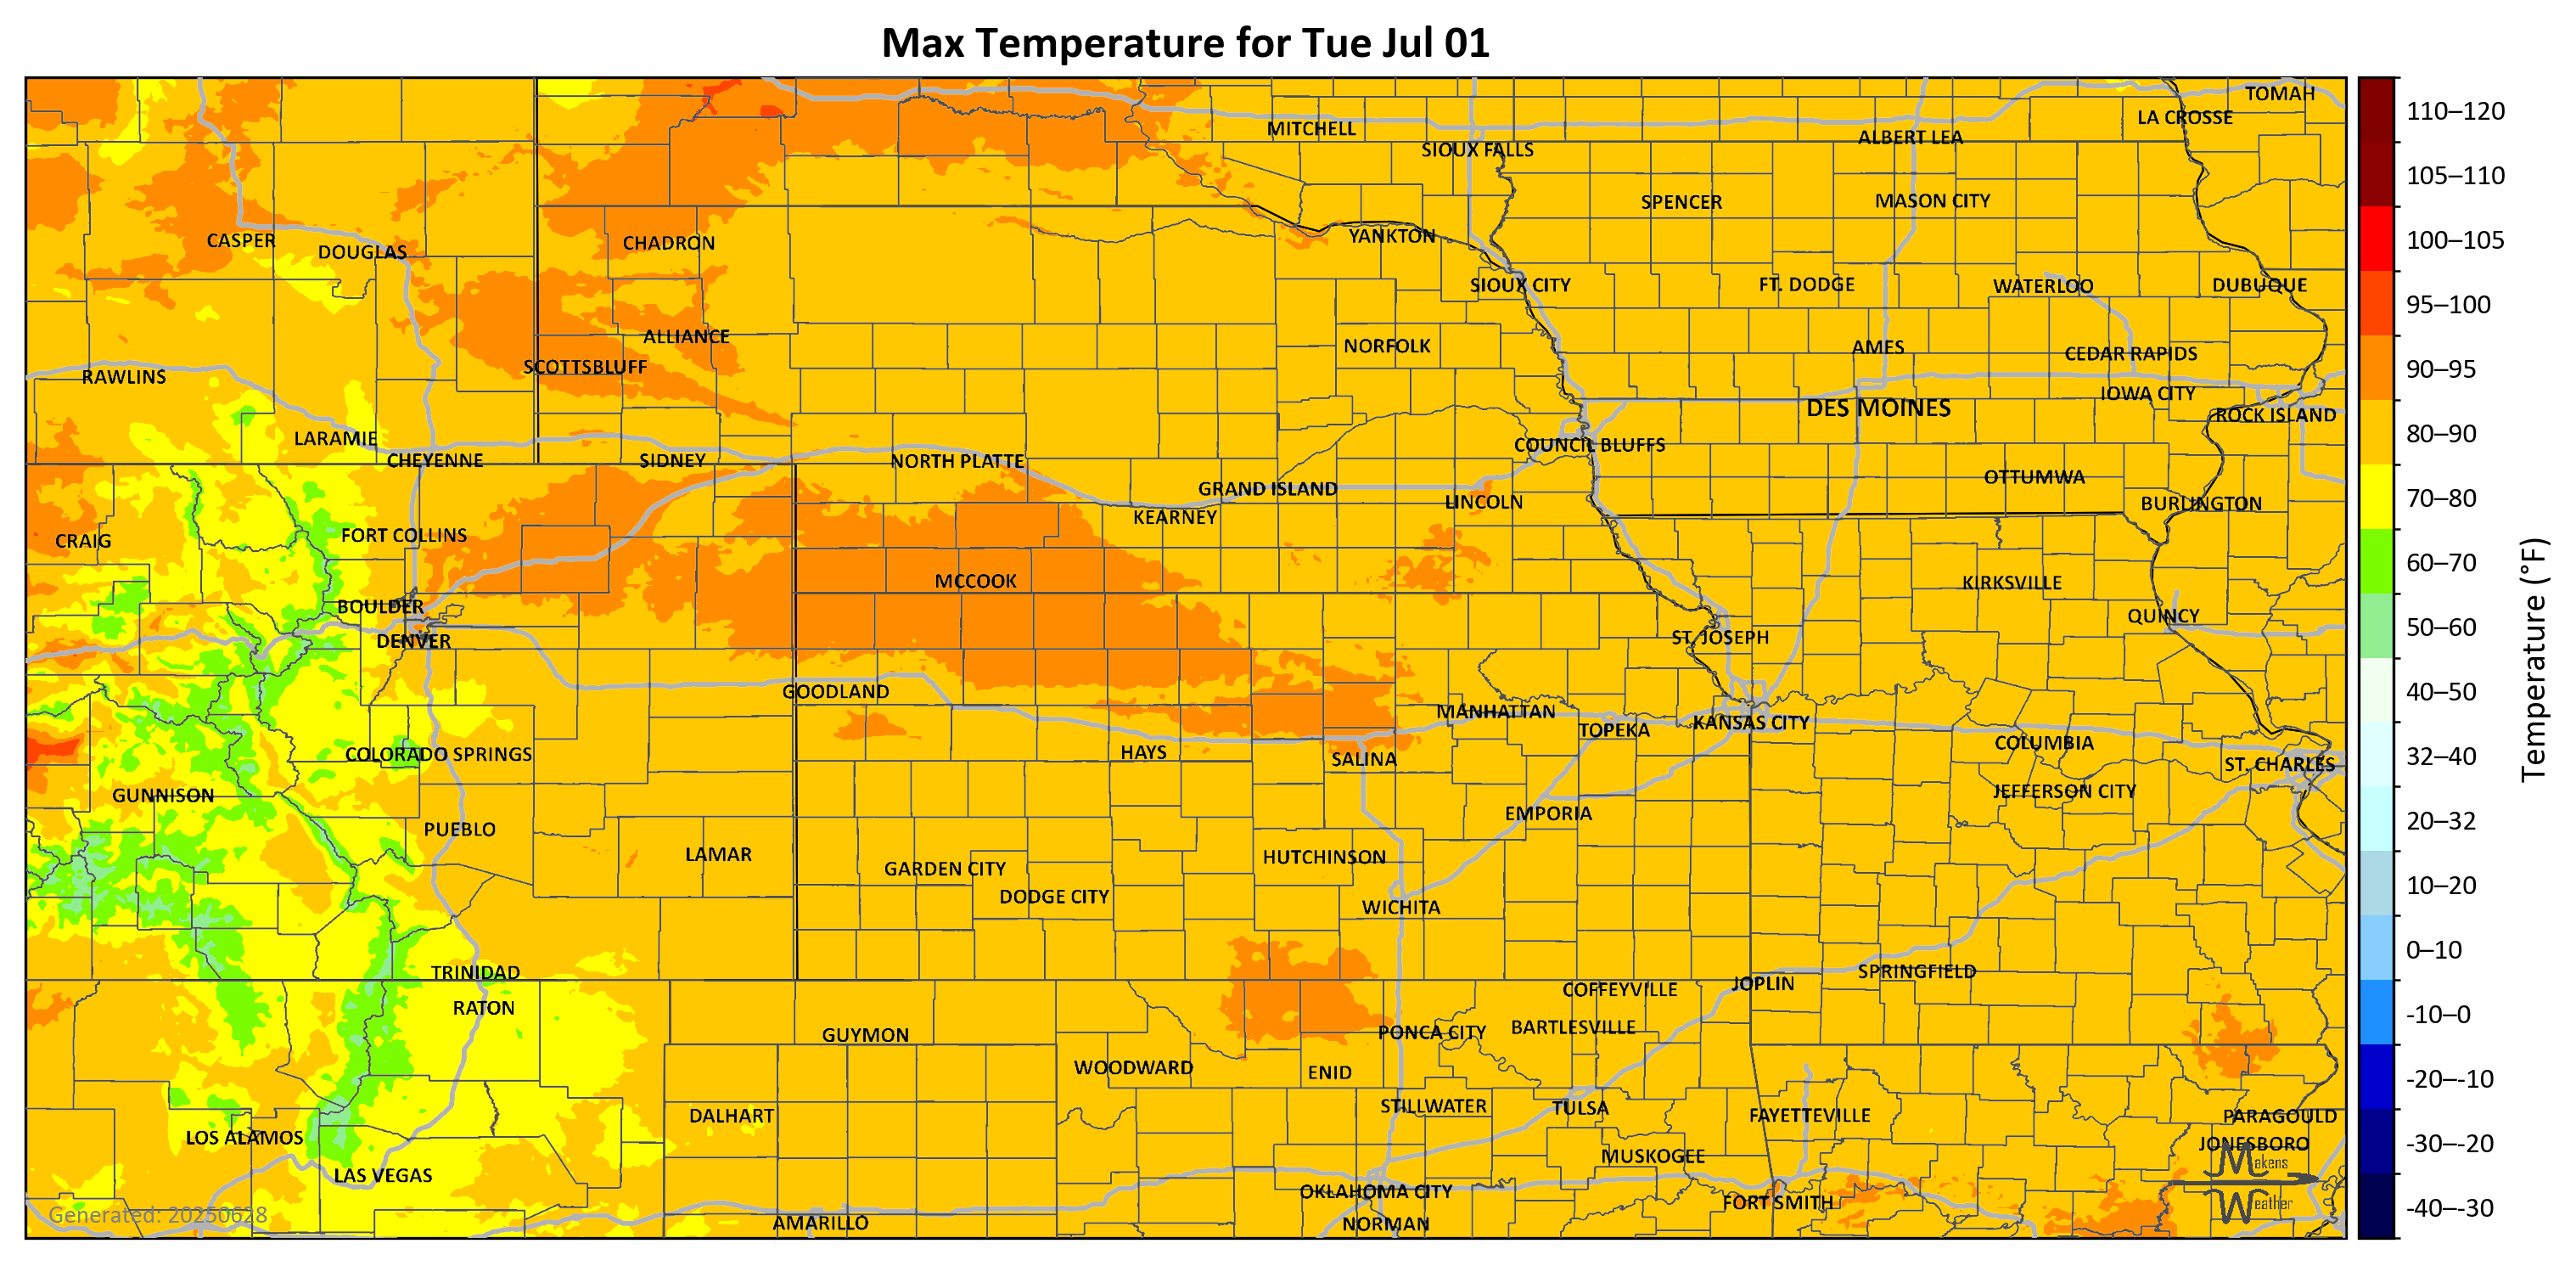 Max Temperature for Tue Jul 01
TOMAH
LA CROSSE
MITCHELL
ALBERT LEA
SIOUX FALLS
SPENCER
MASON CITY
CASPER
DOUGLAS
CHADRON
YANKTON
SIOUX CITY
FT. DODGE
WATERLOO
DUBUQUE
ALLIANCE
NORFOLK
AMES
CEDAR RAPIDS
SCOTTSBLUFF
RAWLINS
IOWA CITY
DES MOINES
ROCK ISLAND
LARAMIE
COUNCIL BLUFFS
CHEYENNE
SIDNEY
NORTH PLATTE
OTTUMWA
GRAND ISLAND
LINCOLN
BURLINGTON
KEARNEY
FORT COLLINS
CRAIG
MCCOOK
KIRKSVILLE
BOULDER
QUINCY
DENVER
ST. JOSEPH
GOODLAND
MANHATTAN
TOPEKA
KANSAS CITY
COLUMBIA
HAYS
COLORADO SPRINGS
SALINA
ST. CHARLES
GUNNISON
JEFFERSON CITY
EMPORIA
PUEBLO
LAMAR
HUTCHINSON
GARDEN CITY
DODGE CITY
WICHITA
TRINIDAD
SPRINGFIELD
JOPLIN
COFFEYVILLE
RATON
BARTLESVILLE
PONCA CITY
GUYMON
WOODWARD
ENID
STILLWATER
TULSA
DALHART
FAYETTEVILLE
PARAGOULD
LOS ALAMOS
JONESBORO
MUSKOGEE
LAS VEGAS
OKLAHOMA CITY
FORT SMITH
AMARILLO
NORMAN
Generated: 20250628
Makens
Weather
110–120
105–110
100–105
95–100
90–95
80–90
70–80
60–70
50–60
40–50
32–40
20–32
10–20
0–10
-10–0
-20–-10
-30–-20
-40–-30
Temperature (°F)